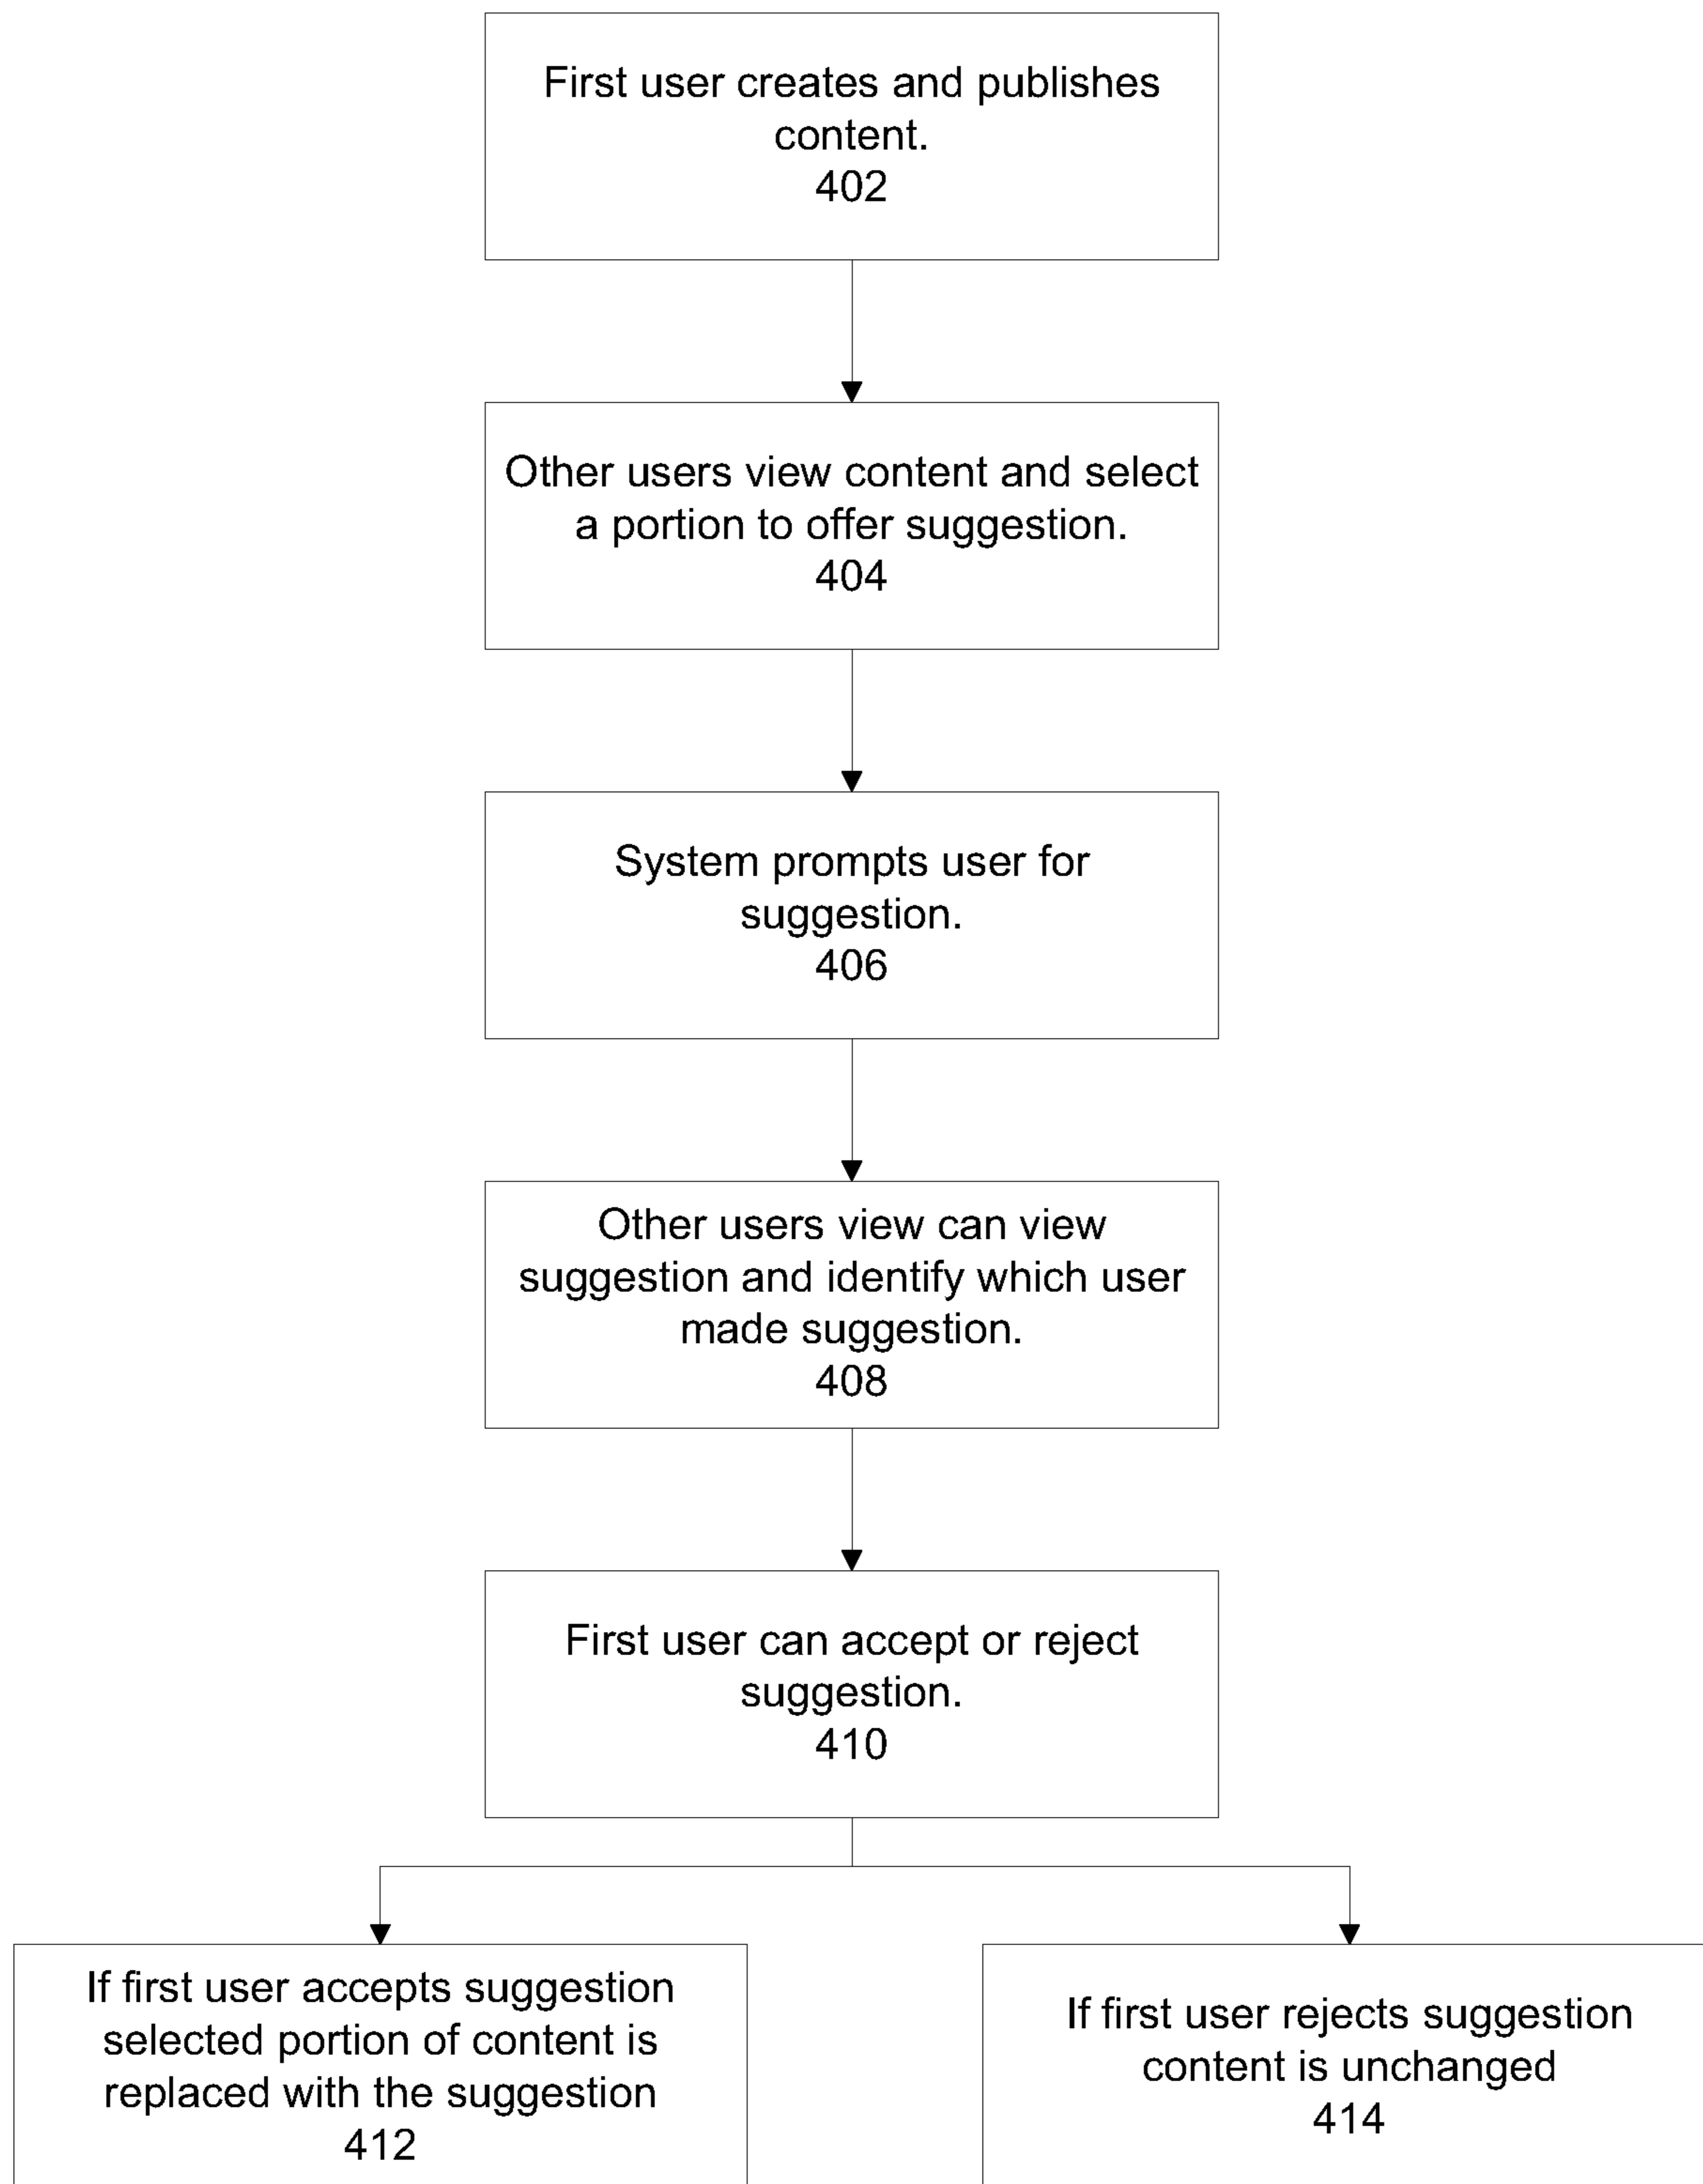 First user creates and publishes
content.
402
Other users view content and select
a portion to offer suggestion.
404
System prompts user for
suggestion.
406
Other users view can view
suggestion and identify which user
made suggestion.
408
First user can accept or reject
suggestion.
410
If first user accepts suggestion
selected portion of content is
replaced with the suggestion
412
If first user rejects suggestion
content is unchanged
414